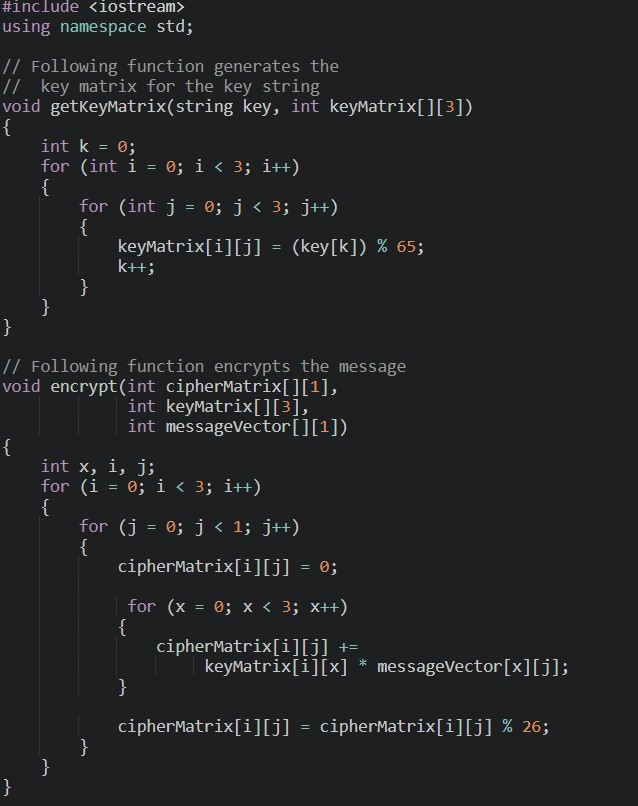 #include <iostream>
using namespace std;

// Following function generates the
//  key matrix for the key string
void getKeyMatrix(string key, int keyMatrix[][3])
{
    int k = 0;
    for (int i = 0; i < 3; i++)
    {
        for (int j = 0; j < 3; j++)
        {
            keyMatrix[i][j] = (key[k]) % 65;
            k++;
        }
    }
}

// Following function encrypts the message
void encrypt(int cipherMatrix[][1],
             int keyMatrix[][3],
             int messageVector[][1])
{
    int x, i, j;
    for (i = 0; i < 3; i++)
    {
        for (j = 0; j < 1; j++)
        {
            cipherMatrix[i][j] = 0;

             for (x = 0; x < 3; x++)
            {
                cipherMatrix[i][j] +=
                     keyMatrix[i][x] * messageVector[x][j];
            }

            cipherMatrix[i][j] = cipherMatrix[i][j] % 26;
        }
    }
}